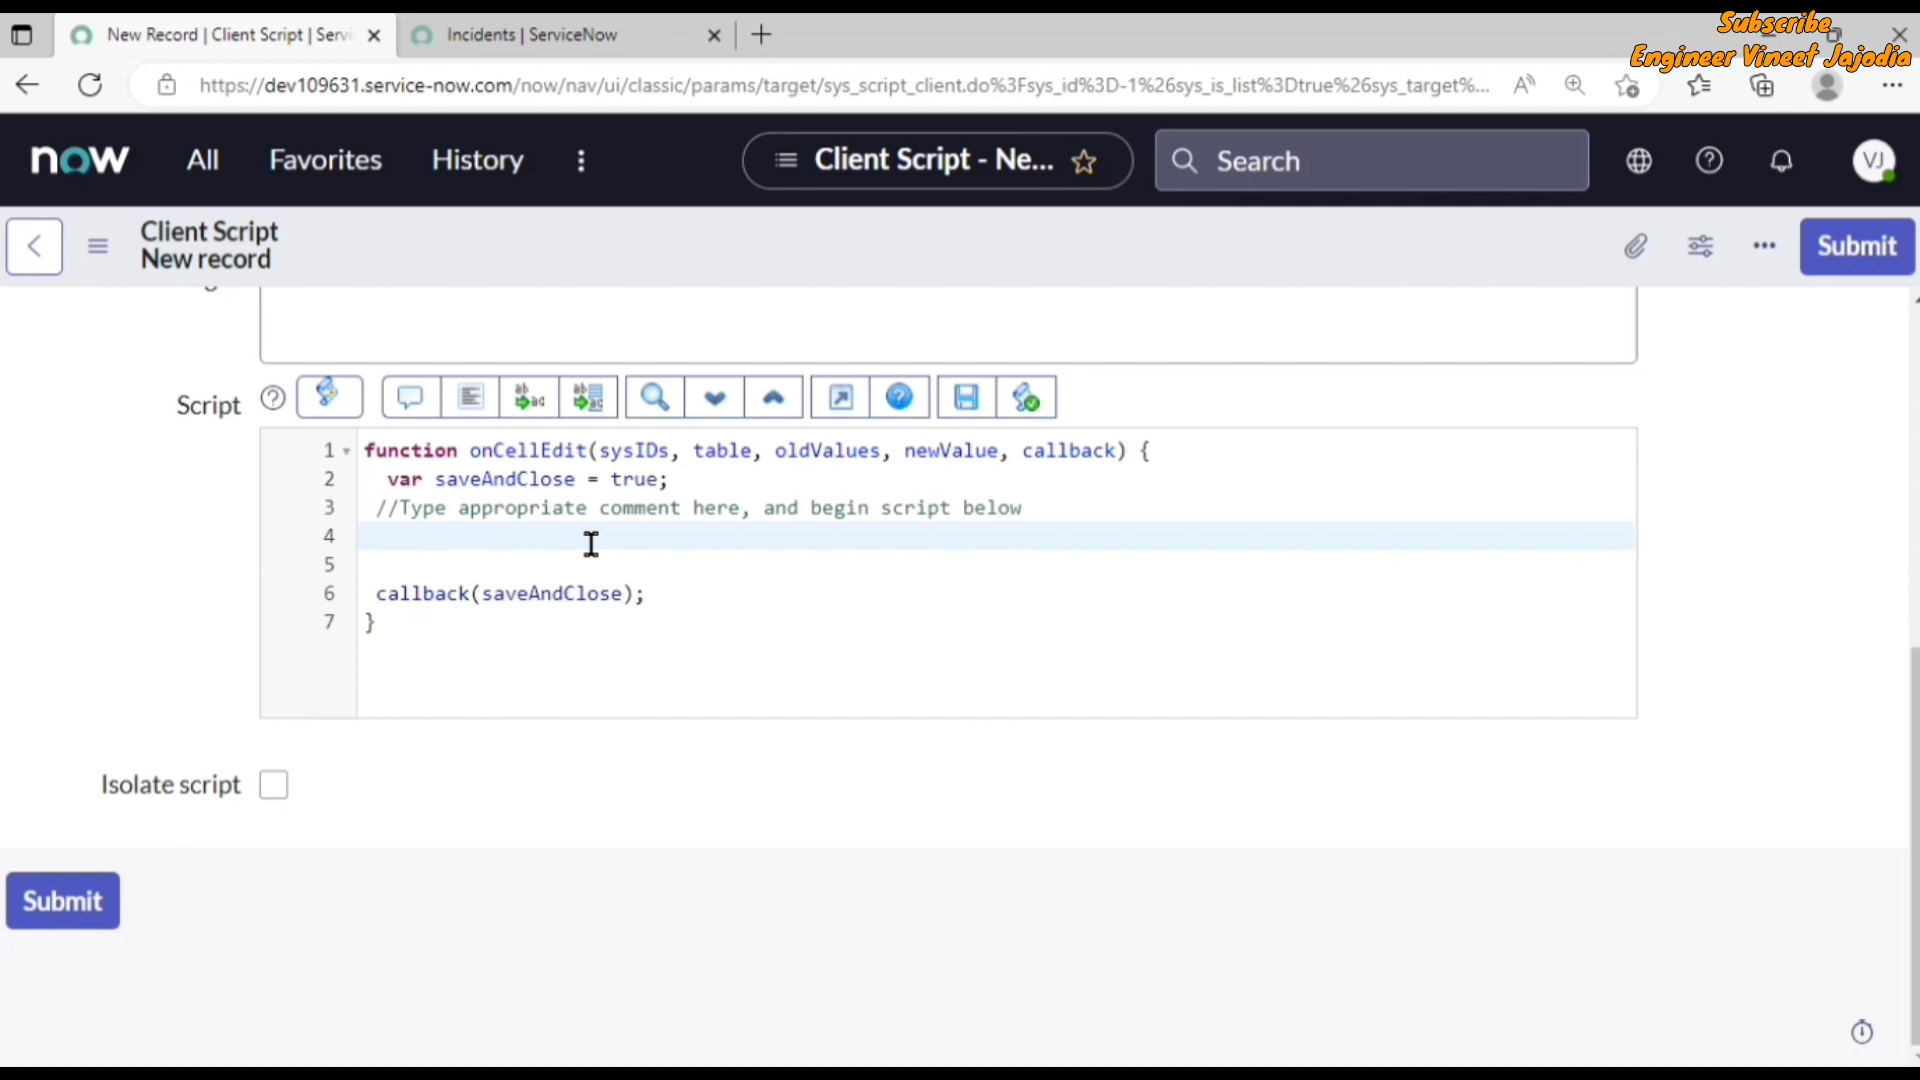 Subscribe
Engineer Vineet Jajodia
New Record | Client Script | Servi
Incidents | ServiceNow
https://dev109631.service-now.com/now/nav/ui/classic/params/target/sys_script_client.do%3Fsys_id%3D-1%26sys_is_list%3Dtrue%26sys_target%...
now
All
Favorites
History
Client Script - Ne...
Search
VJ
Client Script
New record
Submit
Script
1 function onCellEdit(sysIDs, table, oldValues, newValue, callback) {
2 var saveAndClose = true;
3 //Type appropriate comment here, and begin script below
4
5
6 callback(saveAndClose);
7 }
Isolate script
Submit